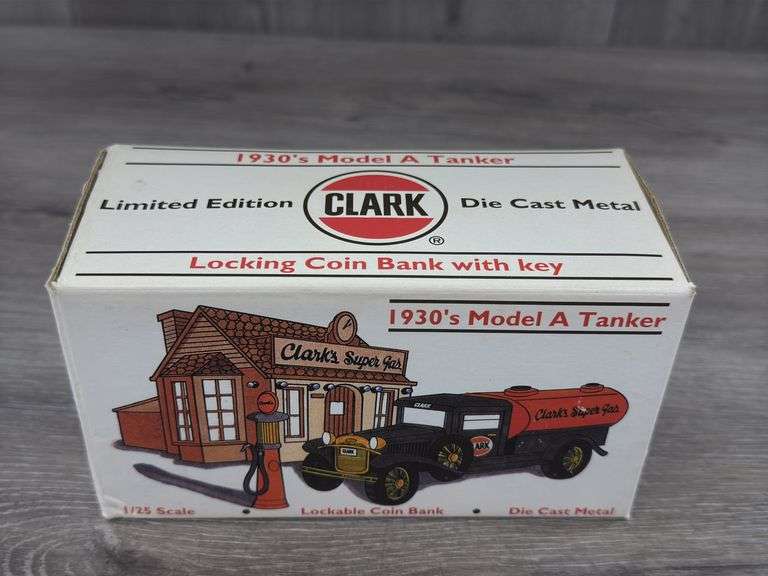 1930's Model A Tanker
Limited Edition CLARK ® Die Cast Metal
Locking Coin Bank with key
1930's Model A Tanker
Clark's Super Gas
CLARK
CLARK
Clark's Super Gas
1/25 Scale Lockable Coin Bank Die Cast Metal